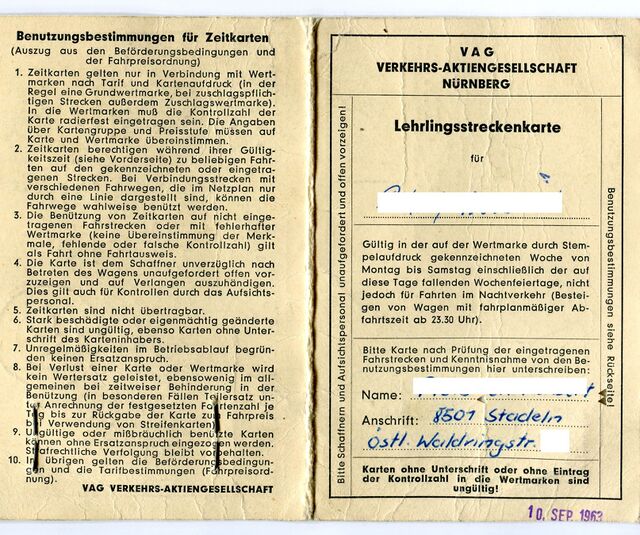 Benutzungsbestimmungen für Zeitkarten
(Auszug aus den Beförderungsbedingungen und
der Fahrpreisordnung)
1. Zeitkarten gelten nur in Verbindung mit Wert-
marken nach Tarif und Kartenaufdruck (in der
Regel eine Grundwertmarke, bei zuschlagspflich-
tigen Strecken außerdem Zuschlagswertmarke).
In die Wertmarken muß die Kontrollzahl der
Karte radierfest eingetragen sein. Die Angaben
über Kartengruppe und Preisstufe müssen auf
Karte und Wertmarke übereinstimmen.
2. Zeitkarten berechtigen während ihrer Gültig-
keitszeit (siehe Vorderseite) zu beliebigen Fahr-
ten auf den gekennzeichneten oder eingetra-
genen Strecken. Bei Verbindungsstrecken mit
verschiedenen Fahrwegen, die im Netzplan nur
durch eine Linie dargestellt sind, können die
Fahrwege wahlweise benützt werden.
3. Die Benützung von Zeitkarten auf nicht einge-
tragenen Fahrstrecken oder mit fehlerhafter
Wertmarke (keine Übereinstimmung der Merk-
male, fehlende oder falsche Kontrollzahl) gilt
als Fahrt ohne Fahrtausweis.
4. Die Karte ist dem Schaffner unverzüglich nach
Betreten des Wagens unaufgefordert offen vor-
zuzeigen und auf Verlangen auszuhändigen.
Dies gilt auch für Kontrollen durch das Aufsichts-
personal.
5. Zeitkarten sind nicht übertragbar.
6. Stark beschädigte oder eigenmächtig geänderte
Karten sind ungültig, ebenso Karten ohne Unter-
schrift des Karteninhabers.
7. Unregelmäßigkeiten im Betriebsablauf begrün-
den keinen Ersatzanspruch.
8. Bei Verlust einer Karte oder Wertmarke wird
kein Wertersatz geleistet, ebensowenig im all-
gemeinen bei zeitweiser Behinderung in der
Benützung (in besonderen Fällen Teilersatz un-
ter Anrechnung der festgesetzten Fahrtenzahl je
Tag bis zur Rückgabe der Karte zum Fahrpreis
bei Verwendung von Streifenkarten).
9. Ungültige oder mißbräuchlich benützte Karten
können ohne Ersatzanspruch eingezogen werden.
Strafrechtliche Verfolgung bleibt vorbehalten.
10. Im übrigen gelten die Beförderungsbedingun-
gen und die Tarifbestimmungen (Fahrpreisord-
nung).
VAG VERKEHRS-AKTIENGESELLSCHAFT
Bitte Schaffnern und Aufsichtspersonal unaufgefordert und offen vorzeigen!
VAG
VERKEHRS-AKTIENGESELLSCHAFT
NÜRNBERG
Lehrlingsstreckenkarte
für
Gültig in der auf der Wertmarke durch Stem-
pelaufdruck gekennzeichneten Woche von
Montag bis Samstag einschließlich der auf
diese Tage fallenden Wochenfeiertage, nicht
jedoch für Fahrten im Nachtverkehr (Bestei-
gen von Wagen mit fahrplanmäßiger Ab-
fahrtszeit ab 23.30 Uhr).
Bitte Karte nach Prüfung der eingetragenen
Fahrstrecken und Kenntnisnahme von den Be-
nutzungsbestimmungen hier unterschreiben:
Name:
Anschrift: 8501 Stadeln
Östl. Waldringstr.
Benutzungsbestimmungen siehe Rückseite!
Karten ohne Unterschrift oder ohne Eintrag
der Kontrollzahl in die Wertmarken sind
ungültig!
10. SEP. 1963